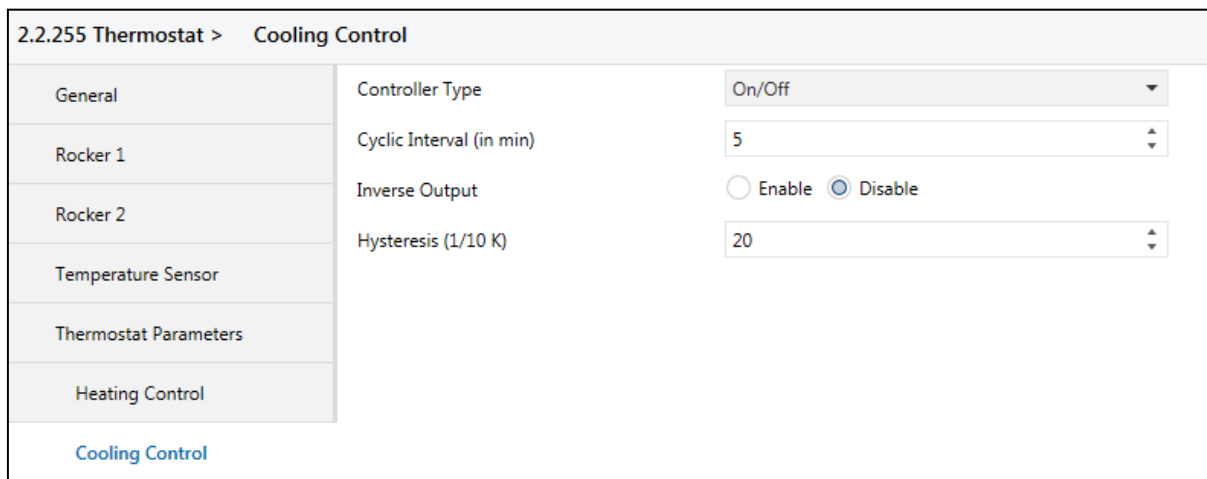 2.2.255 Thermostat > Cooling Control
General
Rocker 1
Rocker 2
Temperature Sensor
Thermostat Parameters
Heating Control
Cooling Control
Controller Type On/Off
Cyclic Interval (in min) 5
Inverse Output Enable Disable
Hysteresis (1/10 K) 20